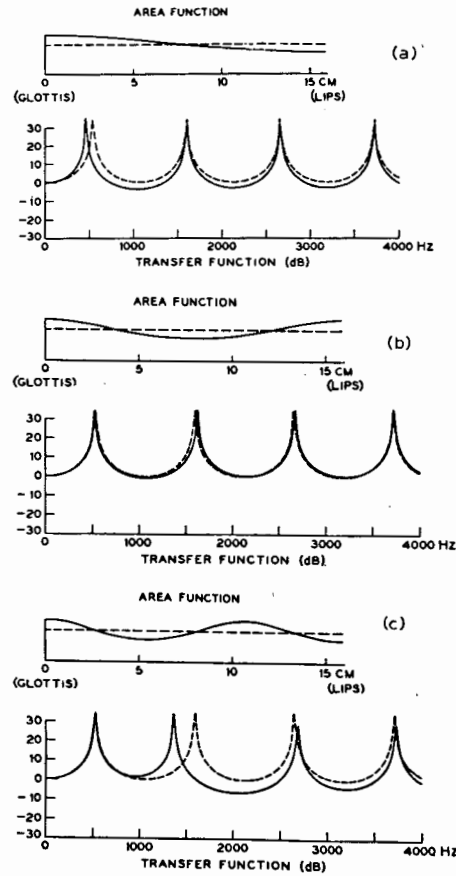 AREA FUNCTION
(a)
0 5 10 15 CM
(GLOTTIS) (LIPS)
30
20
10
0
-10
-20
-30
0 1000 2000 3000 4000 HZ
TRANSFER FUNCTION (dB)
AREA FUNCTION
(b)
0 5 10 15 CM
(GLOTTIS) (LIPS)
30
20
10
0
-10
-20
-30
0 1000 2000 3000 4000 HZ
TRANSFER FUNCTION (dB)
AREA FUNCTION
(c)
0 5 10 15 CM
(GLOTTIS) (LIPS)
30
20
10
0
-10
-20
-30
0 1000 2000 3000 4000 HZ
TRANSFER FUNCTION (dB)